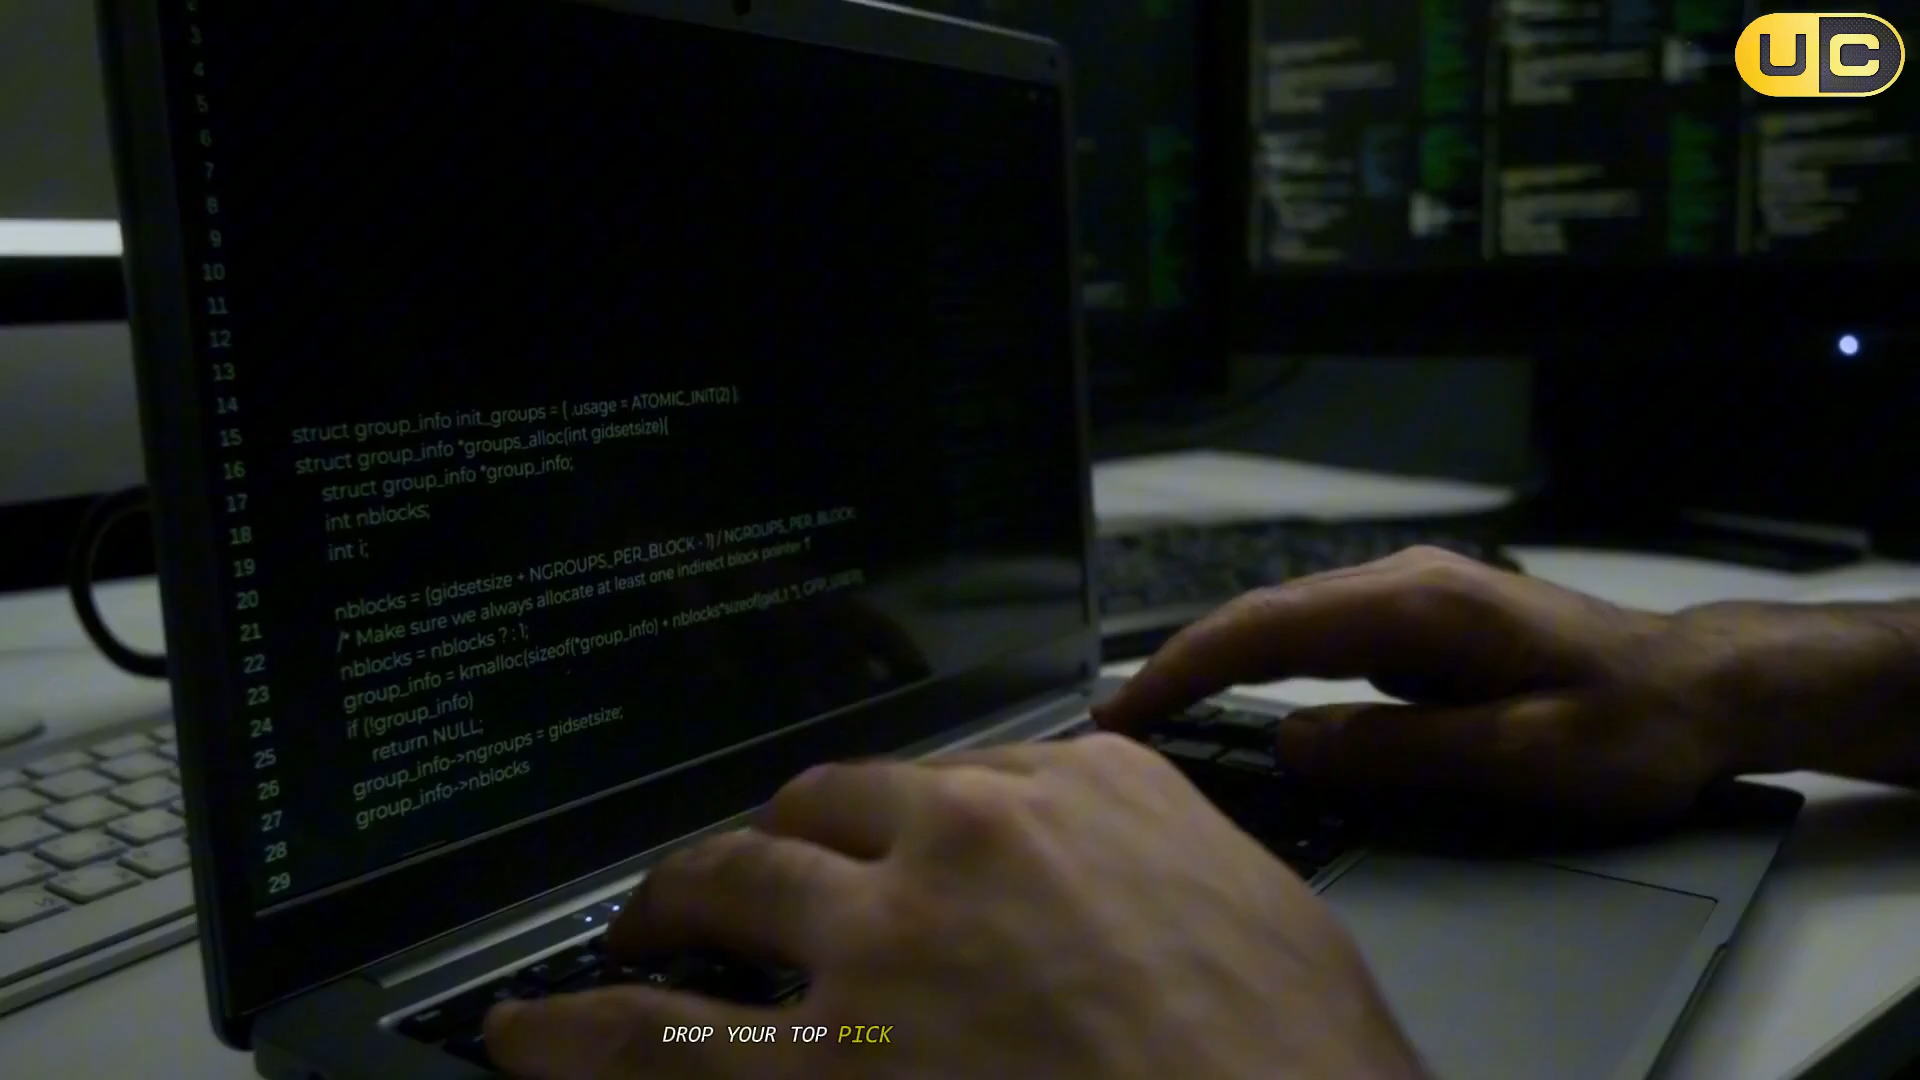 UC
3
4
5
6
7
8
9
10
11
12
13
14
15
16
17
18
19
20
21
22
23
24
25
26
27
28
29
struct group_info init_groups = { .usage = ATOMIC_INIT(2) };
struct group_info *groups_alloc(int gidsetsize){
struct group_info *group_info;
int nblocks;
int i;
nblocks = (gidsetsize + NGROUPS_PER_BLOCK - 1) / NGROUPS_PER_BLOCK;
/* Make sure we always allocate at least one indirect block pointer */
nblocks = nblocks ? : 1;
group_info = kmalloc(sizeof(*group_info) + nblocks*sizeof(gid_t *), GFP_USER);
if (!group_info)
return NULL;
group_info->ngroups = gidsetsize;
group_info->nblocks
DROP YOUR TOP PICK